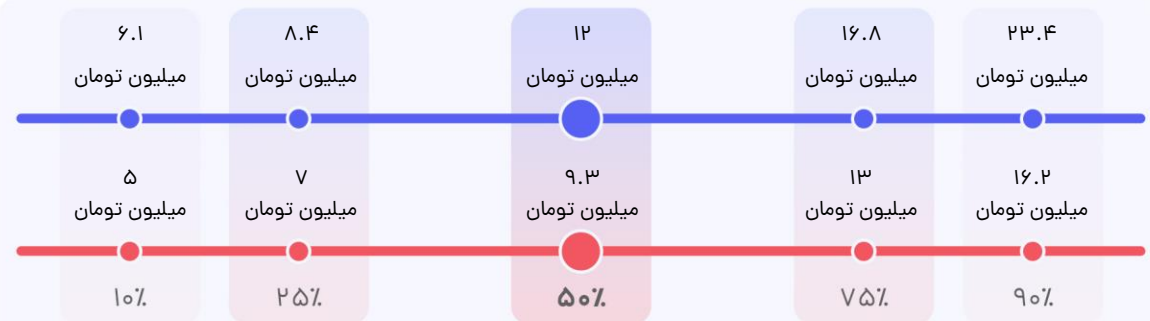 ۶.۱ ۸.۴ ۱۲ ۱۶.۸ ۲۳.۴
میلیون تومان میلیون تومان میلیون تومان میلیون تومان میلیون تومان
۵ ۷ ۹.۳ ۱۳ ۱۶.۲
میلیون تومان میلیون تومان میلیون تومان میلیون تومان میلیون تومان
۱۰٪ ۲۵٪ ۵۰٪ ۷۵٪ ۹۰٪